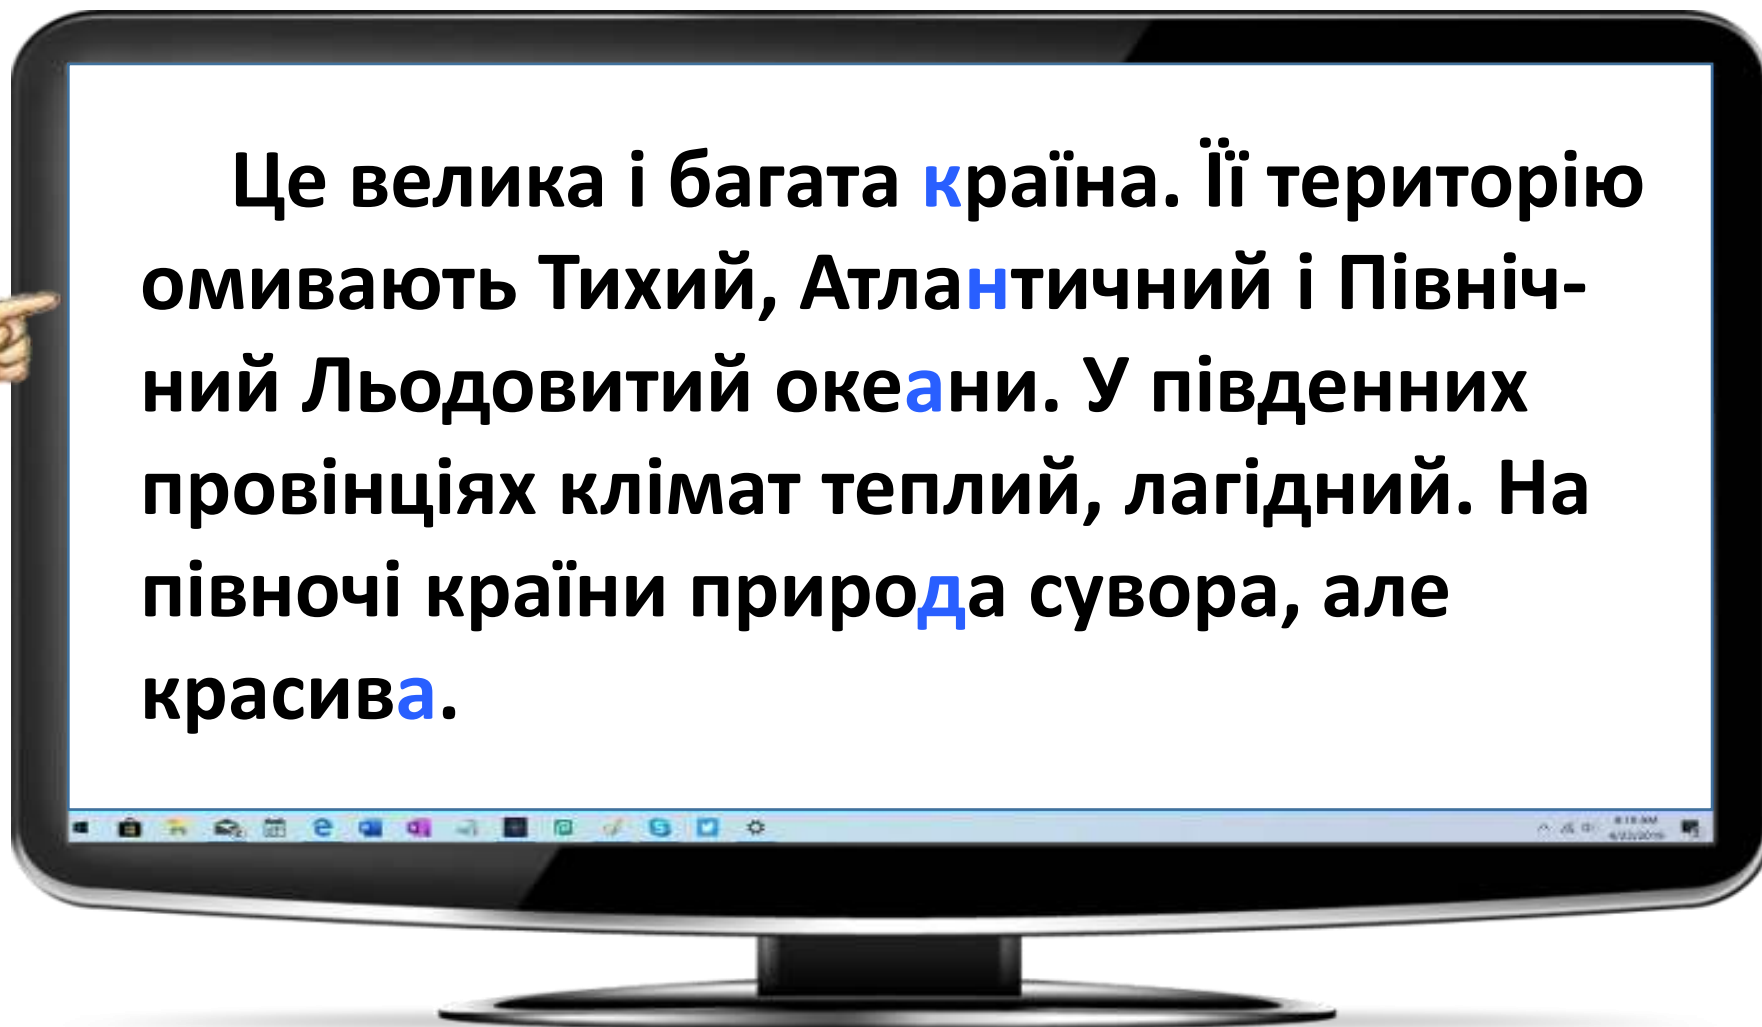 Це велика і багата країна. Її територію
омивають Тихий, Атлантичний і Північ-
ний Льодовитий океани. У південних
провінціях клімат теплий, лагідний. На
півночі країни природа сувора, але
красива.